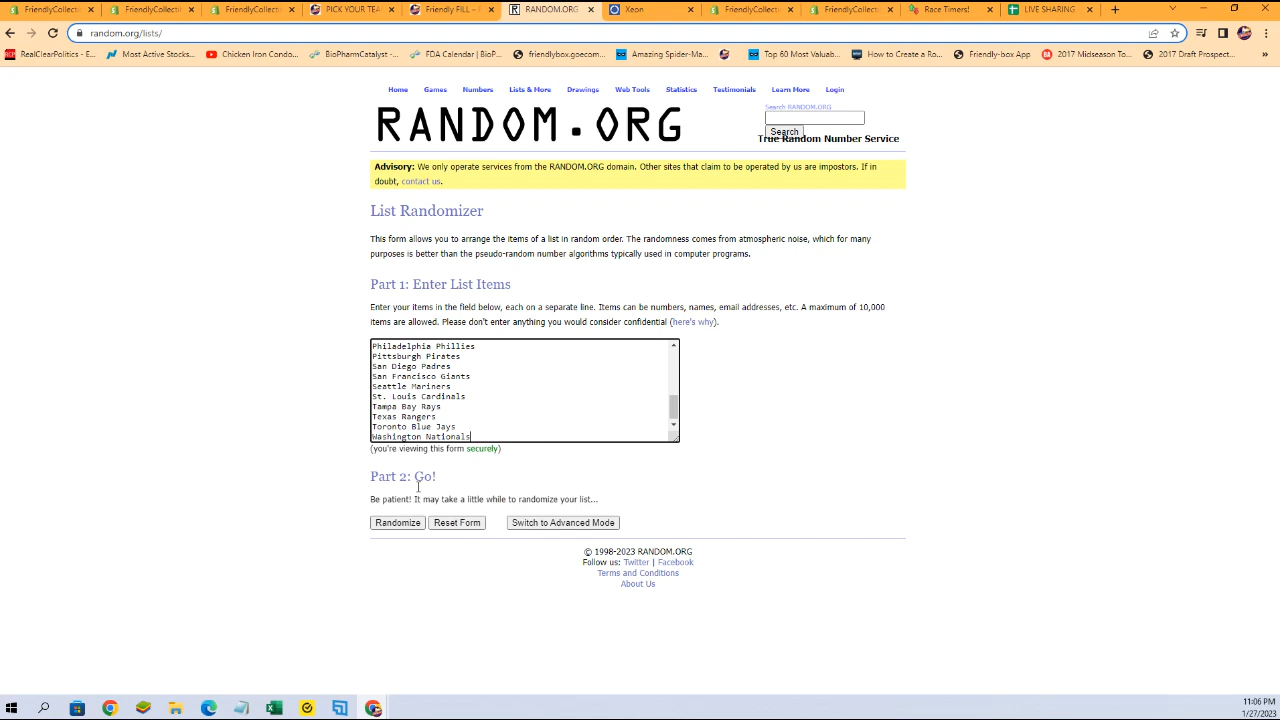 FriendlyCollecti
FriendlyCollecti
FriendlyCollecti
PICK YOUR TEA
Friendly FILL –
RANDOM.ORG
Xeon
FriendlyCollecti
FriendlyCollecti
Race Timers!
LIVE SHARING
random.org/lists/
RealClearPolitics - E...
Most Active Stocks...
Chicken Iron Condo...
BioPharmCatalyst -...
FDA Calendar | BioP...
friendlybox.goecom...
Amazing Spider-Ma...
Top 60 Most Valuab...
How to Create a Ro...
Friendly-box App
2017 Midseason To...
2017 Draft Prospect...
Home Games Numbers Lists & More Drawings Web Tools Statistics Testimonials Learn More Login
RANDOM.ORG
Search RANDOM.ORG
Search
True Random Number Service
Advisory: We only operate services from the RANDOM.ORG domain. Other sites that claim to be operated by us are impostors. If in
doubt, contact us.
List Randomizer
This form allows you to arrange the items of a list in random order. The randomness comes from atmospheric noise, which for many
purposes is better than the pseudo-random number algorithms typically used in computer programs.
Part 1: Enter List Items
Enter your items in the field below, each on a separate line. Items can be numbers, names, email addresses, etc. A maximum of 10,000
items are allowed. Please don't enter anything you would consider confidential (here's why).
Philadelphia Phillies
Pittsburgh Pirates
San Diego Padres
San Francisco Giants
Seattle Mariners
St. Louis Cardinals
Tampa Bay Rays
Texas Rangers
Toronto Blue Jays
Washington Nationals
(you're viewing this form securely)
Part 2: Go!
Be patient! It may take a little while to randomize your list...
Randomize Reset Form Switch to Advanced Mode
© 1998-2023 RANDOM.ORG
Follow us: Twitter | Facebook
Terms and Conditions
About Us
11:06 PM
1/27/2023